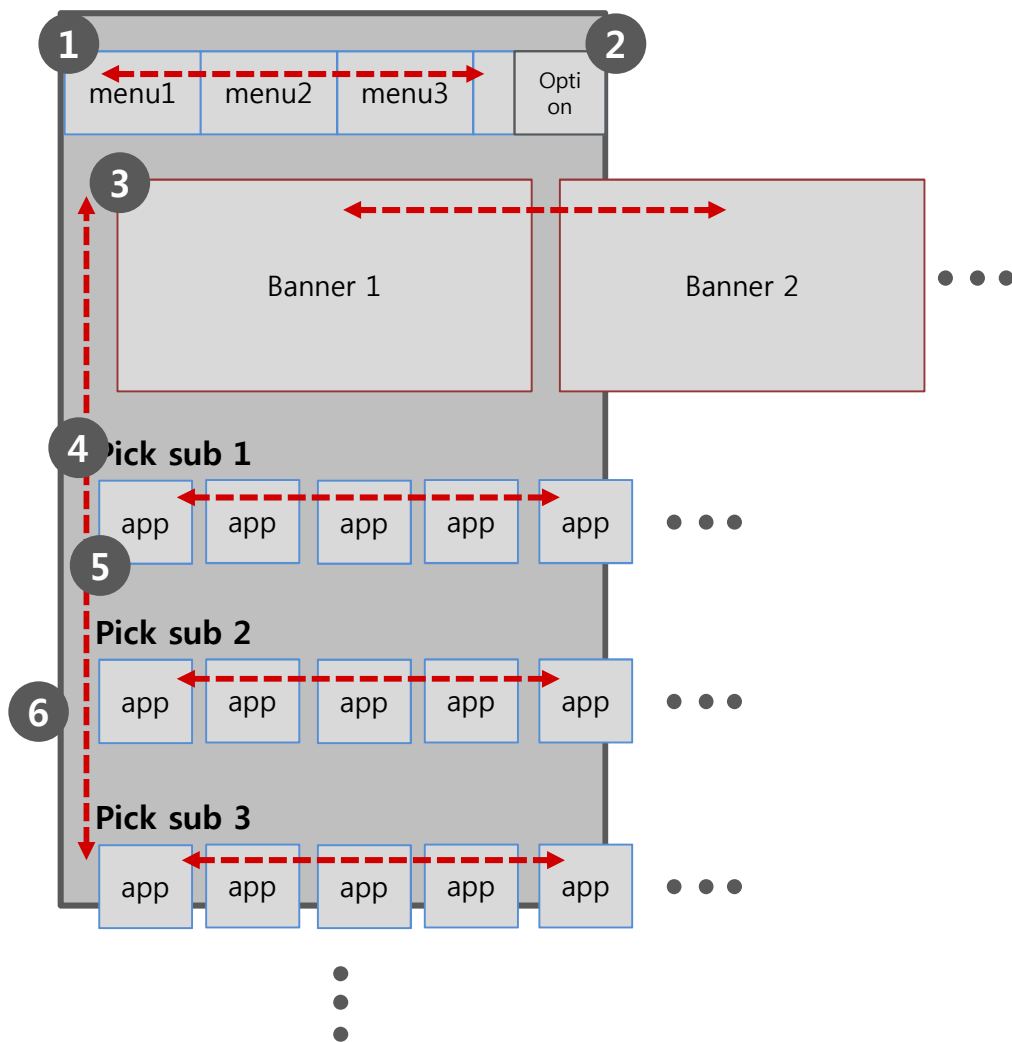 1
2
menu1 menu2 menu3
Opti
on
3
Banner 1 Banner 2
4
Pick sub 1
app app app app app
5
Pick sub 2
6
app app app app app
Pick sub 3
app app app app app